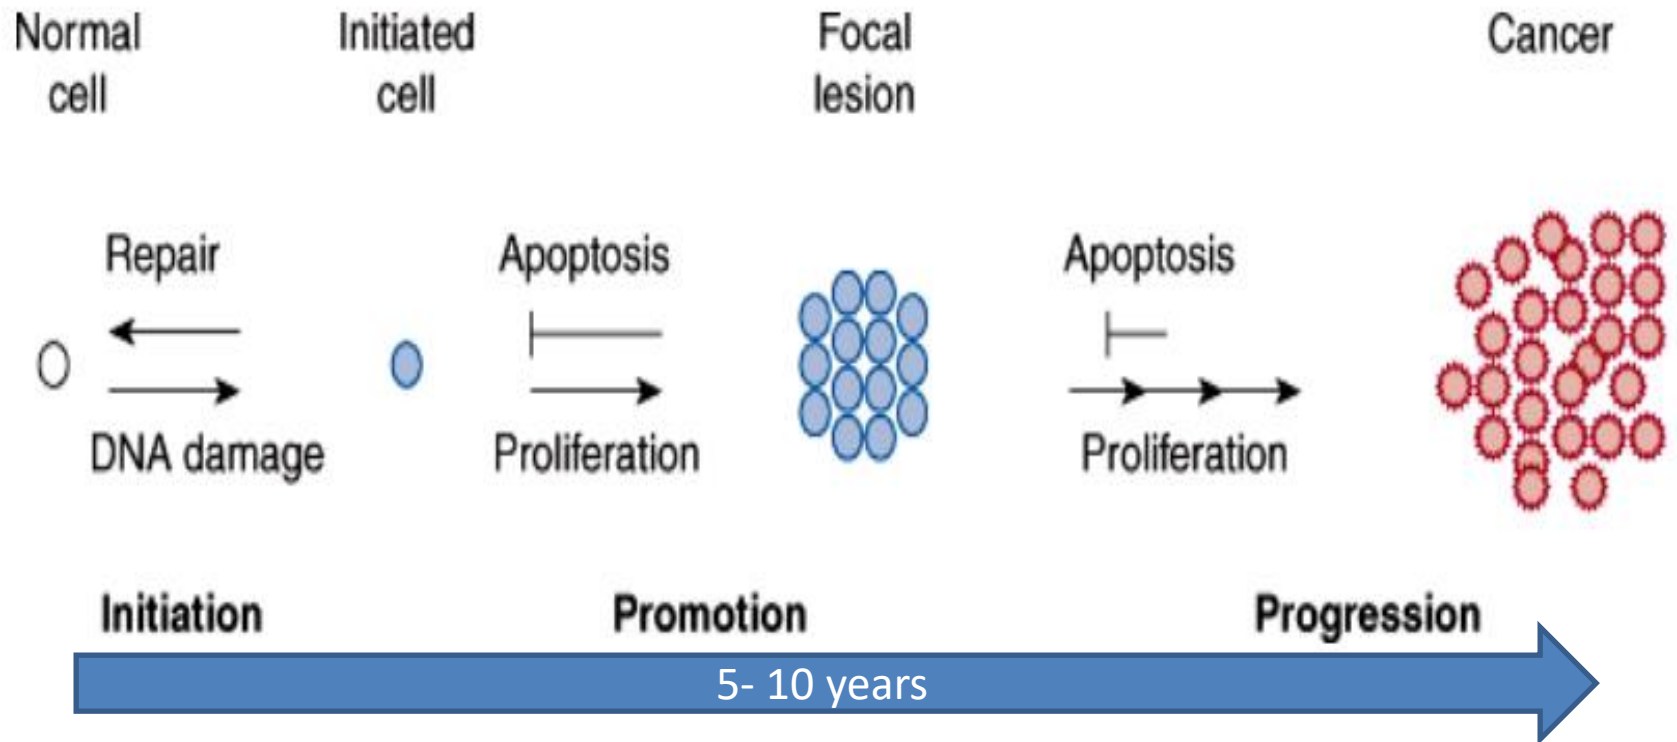 Normal
cell
Initiated
cell
Focal
lesion
Cancer
Repair
DNA damage
Apoptosis
Proliferation
Apoptosis
Proliferation
Initiation
Promotion
Progression
5- 10 years